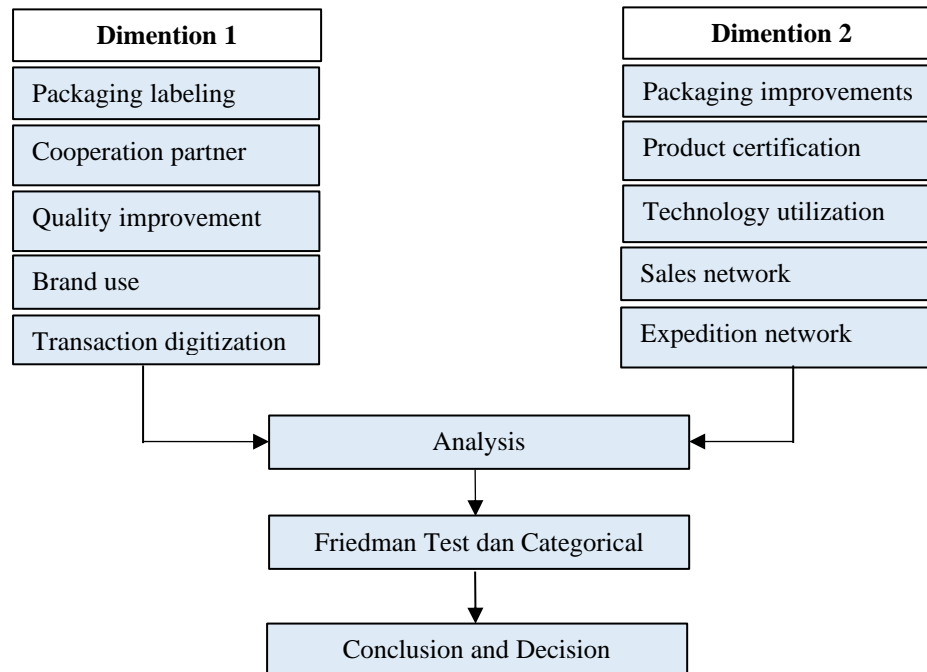 Dimention 1
Packaging labeling
Cooperation partner
Quality improvement
Brand use
Transaction digitization
Dimention 2
Packaging improvements
Product certification
Technology utilization
Sales network
Expedition network
Analysis
Friedman Test dan Categorical
Conclusion and Decision